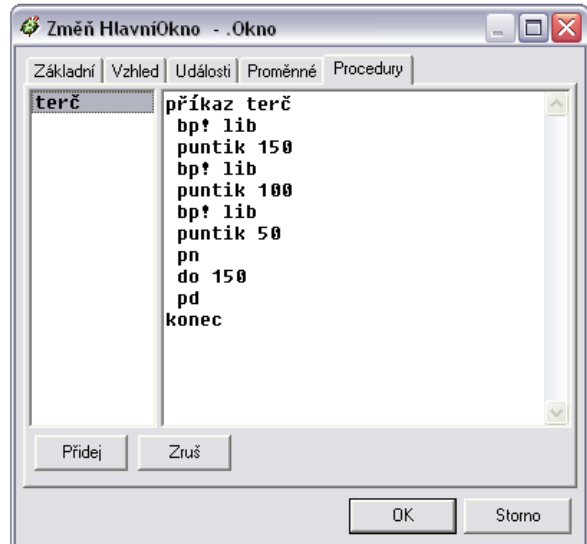 Změň HlavníOkno - .Okno
Základní Vzhled Události Proměnné Procedury
terč
příkaz terč
bp! lib
puntik 150
bp! lib
puntik 100
bp! lib
puntik 50
pn
do 150
pd
konec
Přidej Zruš
OK Storno